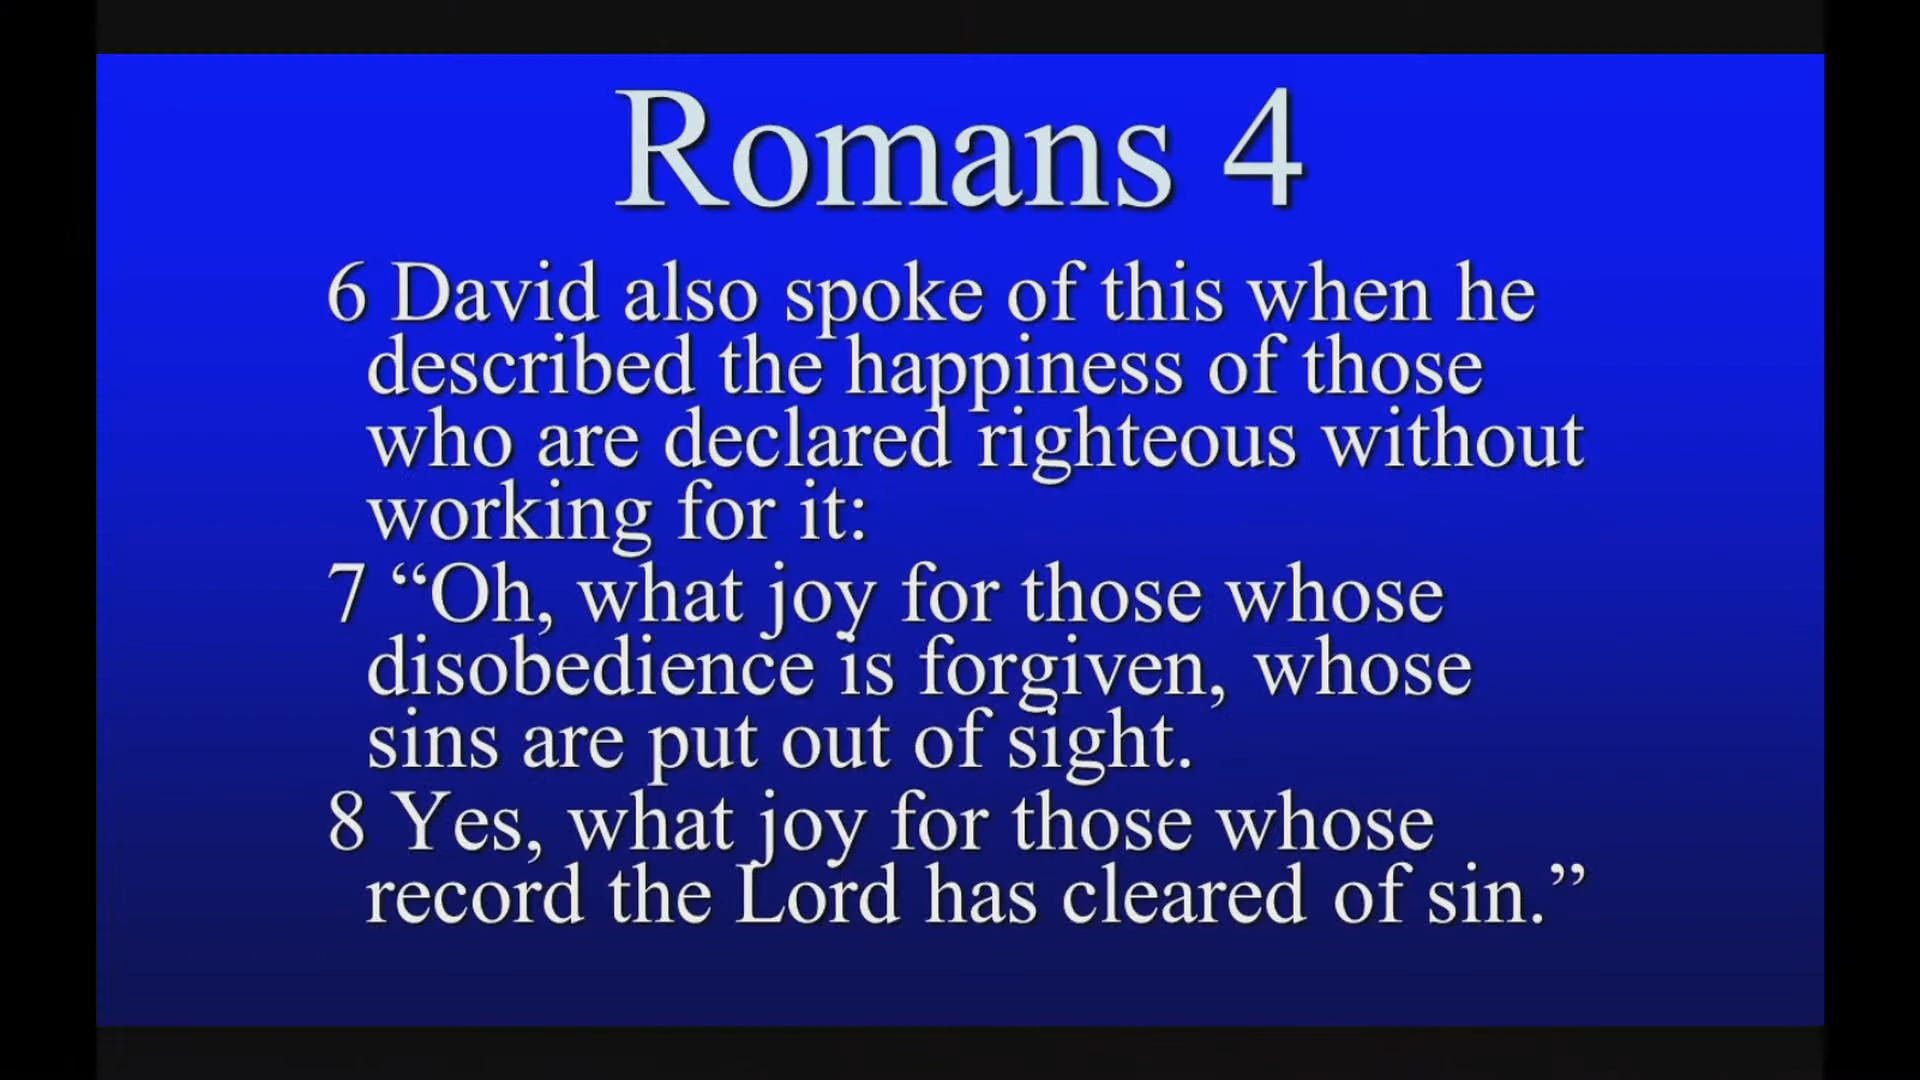 Romans 4
6 David also spoke of this when he
described the happiness of those
who are declared righteous without
working for it:
7 “Oh, what joy for those whose
disobedience is forgiven, whose
sins are put out of sight.
8 Yes, what joy for those whose
record the Lord has cleared of sin.”